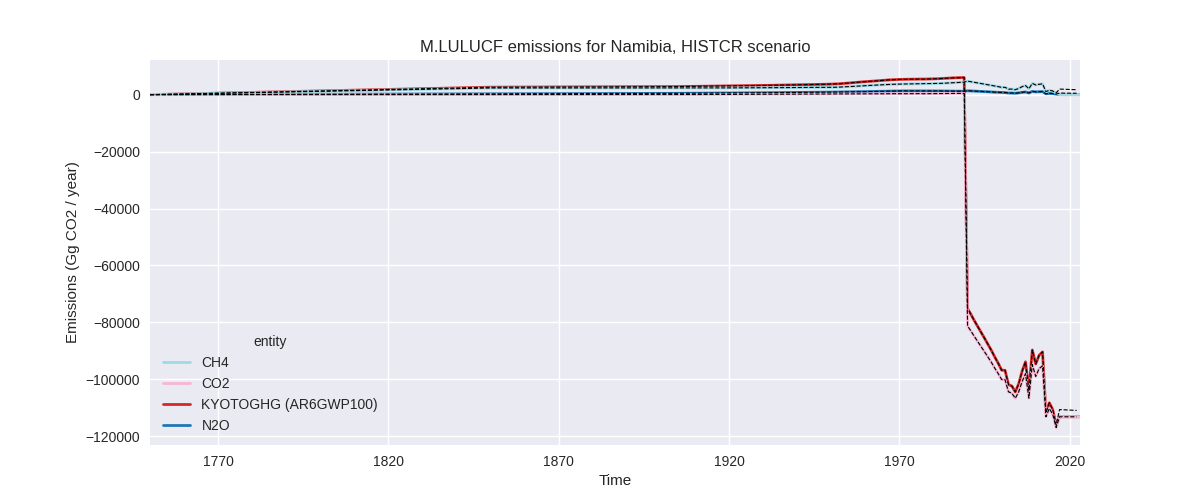 M.LULUCF emissions for Namibia, HISTCR scenario
Emissions (Gg CO2 / year)
0
−20000
−40000
−60000
−80000
−100000
−120000
entity
CH4
CO2
KYOTOGHG (AR6GWP100)
N2O
1770
1820
1870
1920
1970
2020
Time